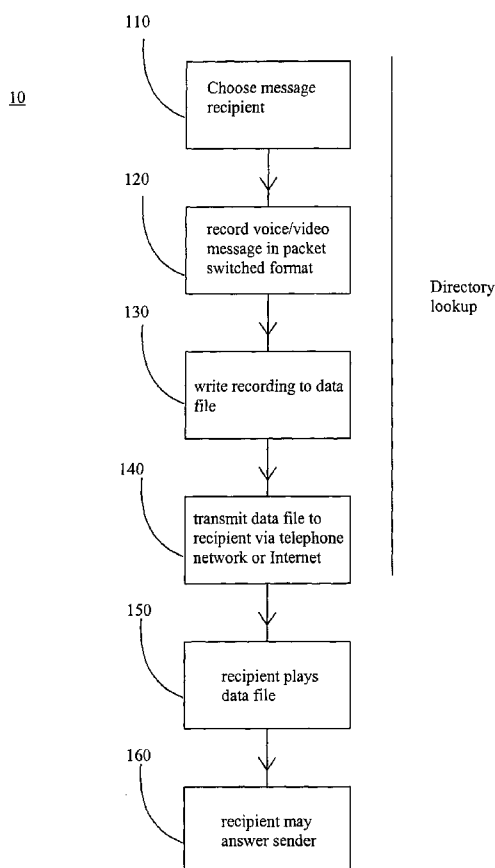 110
10
Choose message
recipient
120
record voice/video
message in packet
switched format
Directory
lookup
130
write recording to data
file
140
transmit data file to
recipient via telephone
network or Internet
150
recipient plays
data file
160
recipient may
answer sender